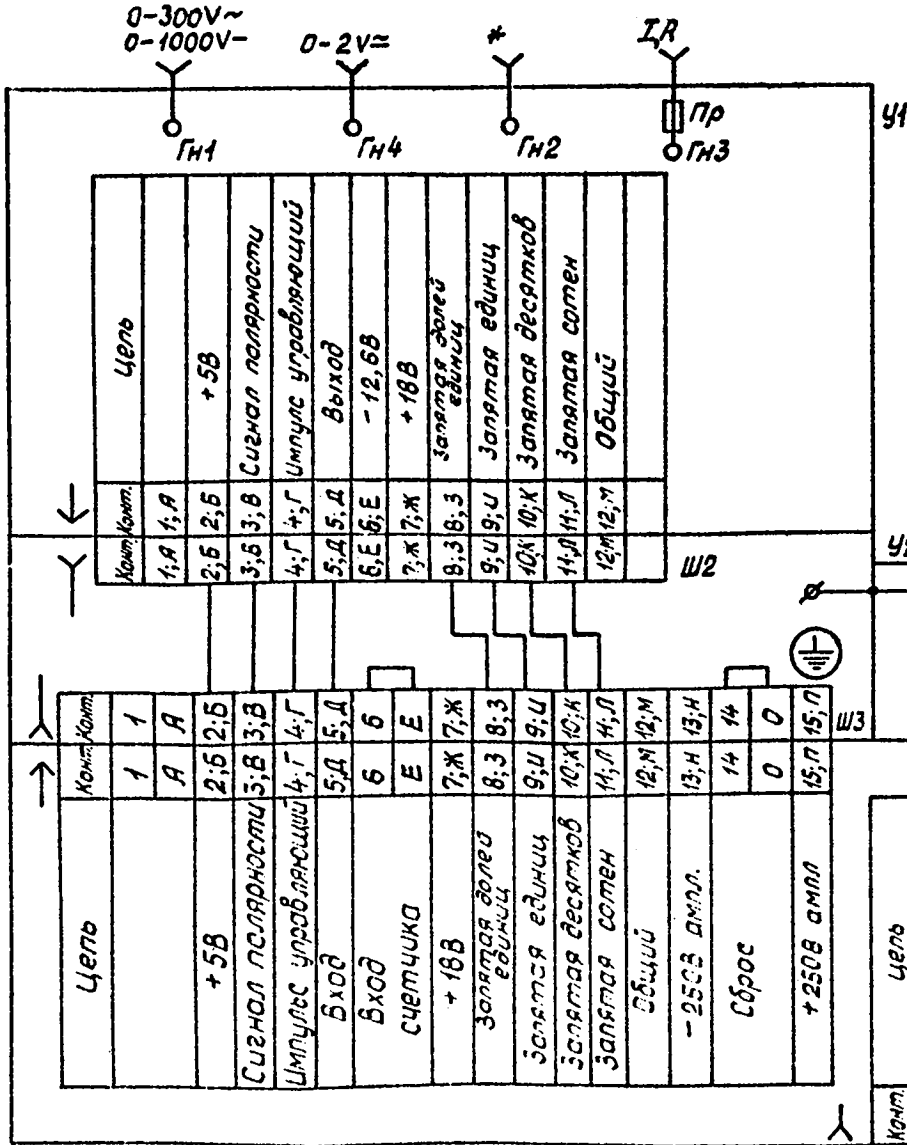 0-300V~
0-1000V-
0-2V≃
*
I,R
Пр
Гн1
Гн4
Гн2
Гн3
У1
Цепь
+5В
Сигнал полярности
Импулс управляющий
Выход
-12,6В
+18В
Запятая долей
единиц
Запятая единиц
Запятая десятков
Запятая сотен
Общий
Конт.
1;А
2;Б
3;В
4;Г
5;Д
6;Е
7;Ж
8;З
9;И
10;К
11;Л
12;М
Конт.
1;А
2;Б
3;В
4;Г
5;Д
6;Е
7;Ж
8;З
9;И
10;К
11;Л
12;М
Ш2
Конт.
1
А
2;Б
3;В
4;Г
5;Д
6
Е
7;Ж
8;З
9;И
10;К
11;Л
12;М
13;Н
14
О
15;П
Ш3
Конт.
1
А
2;Б
3;В
4;Г
5;Д
6
Е
7;Ж
8;З
9;И
10;К
11;Л
12;М
13;Н
14
О
15;П
Цепь
+5В
Сигнал полярности
Импулс управляющий
Вход
Вход
счетчика
+18В
Запятая долей
единиц
Запятая единиц
Запятая десятков
Запятая сотен
Общий
-250В ампл.
Сброс
+250В ампл
Цепь
Конт.